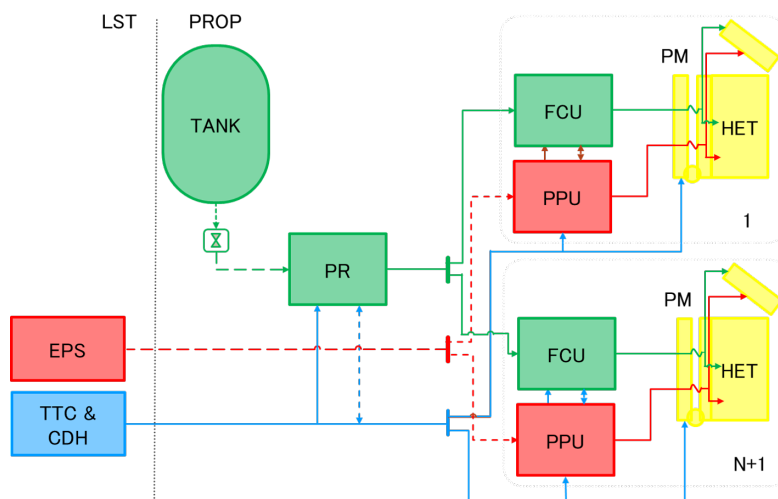 LST
PROP
TANK
PR
EPS
TTC &
CDH
FCU
PPU
PM
HET
1
FCU
PPU
PM
HET
N+1